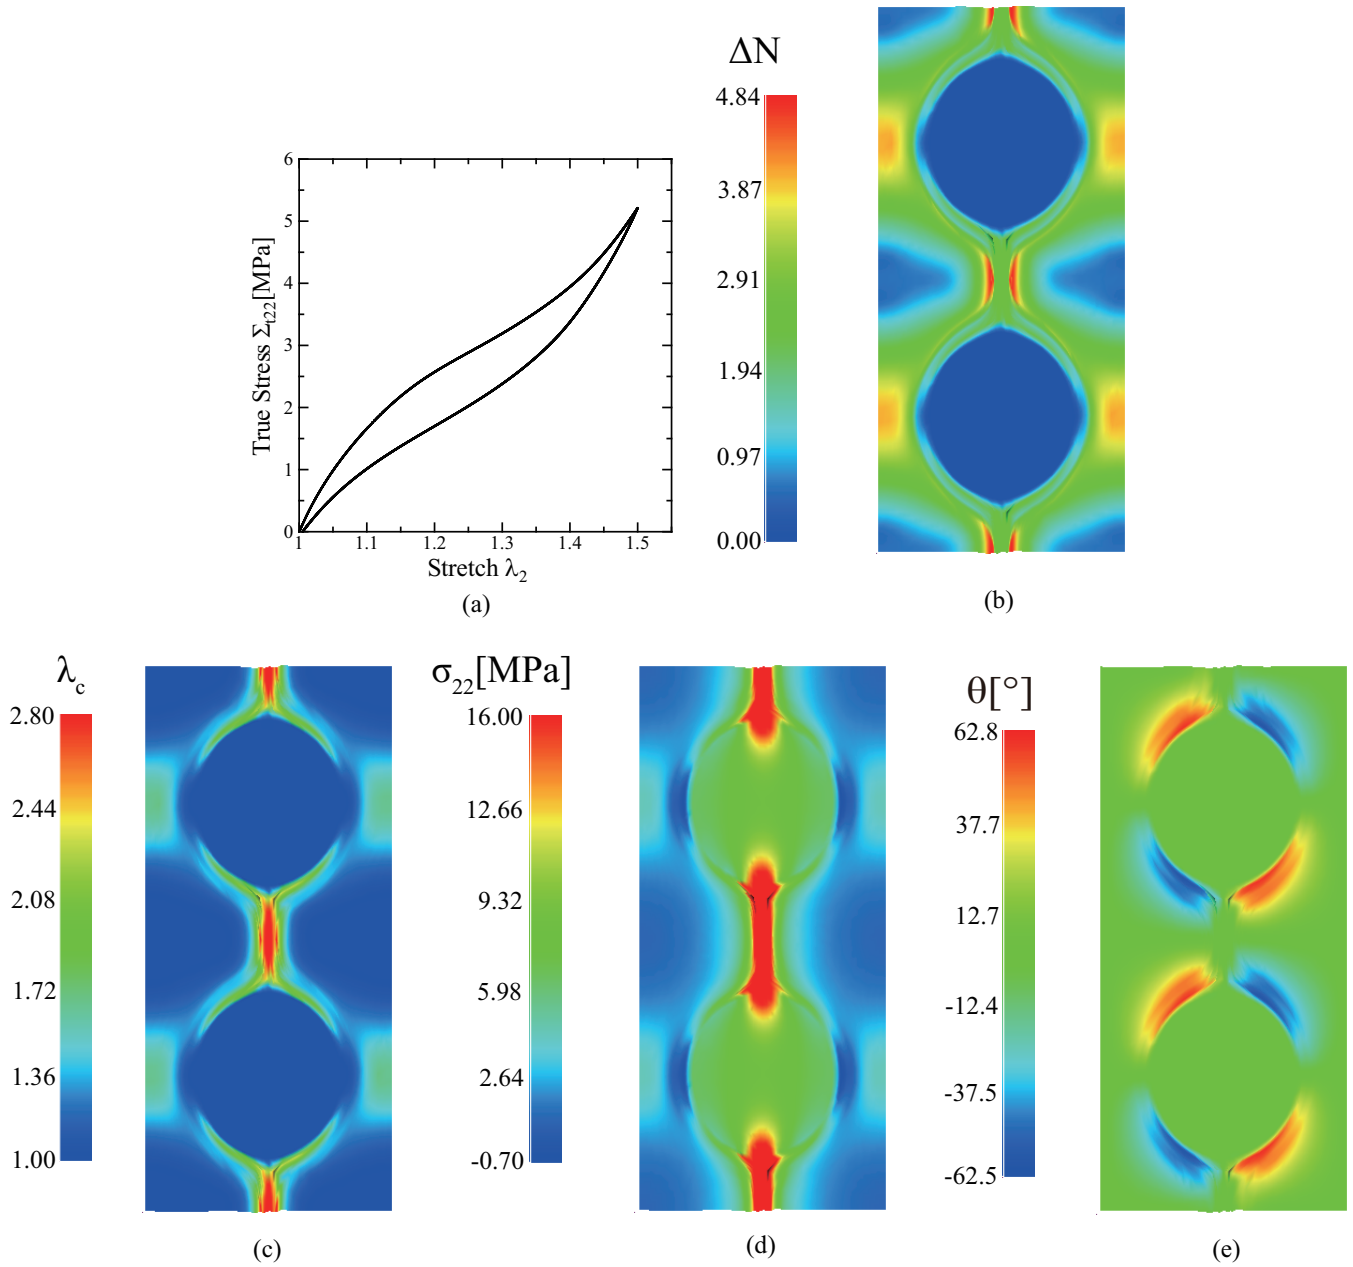 ΔN
4.84
3.87
2.91
1.94
0.97
0.00
(b)
True Stress Σt22[MPa]
6
5
4
3
2
1
0
1 1.1 1.2 1.3 1.4 1.5
Stretch λ2
(a)
λc
2.80
2.44
2.08
1.72
1.36
1.00
(c)
σ22[MPa]
16.00
12.66
9.32
5.98
2.64
-0.70
(d)
θ[°]
62.8
37.7
12.7
-12.4
-37.5
-62.5
(e)